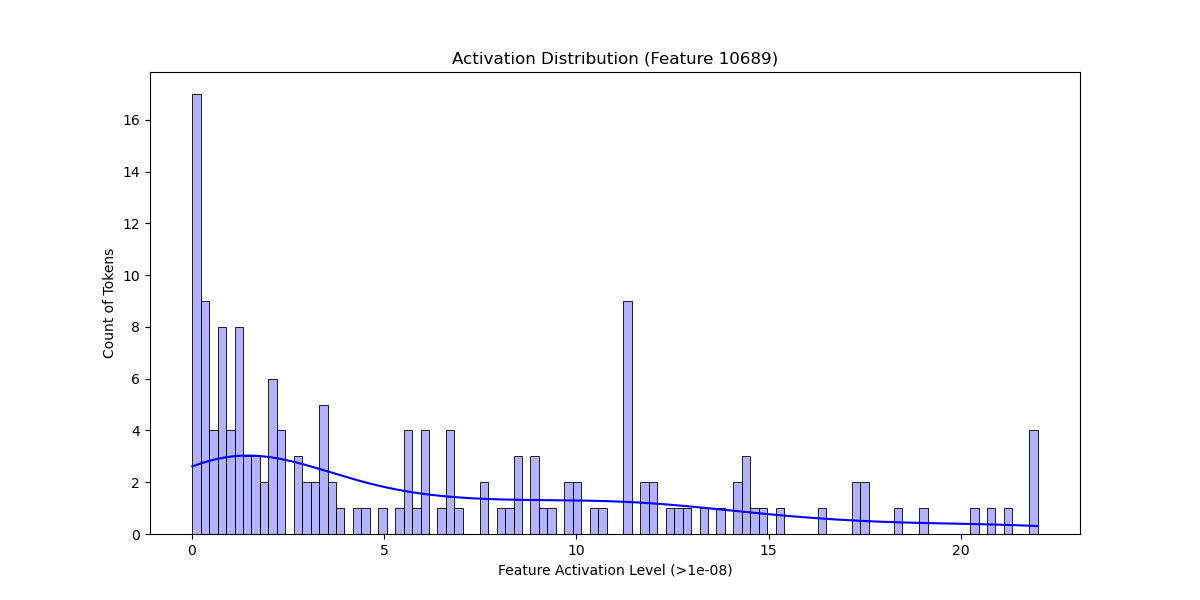 Activation Distribution (Feature 10689)
16
14
12
10
8
6
4
2
0
Count of Tokens
0 5 10 15 20
Feature Activation Level (>1e-08)